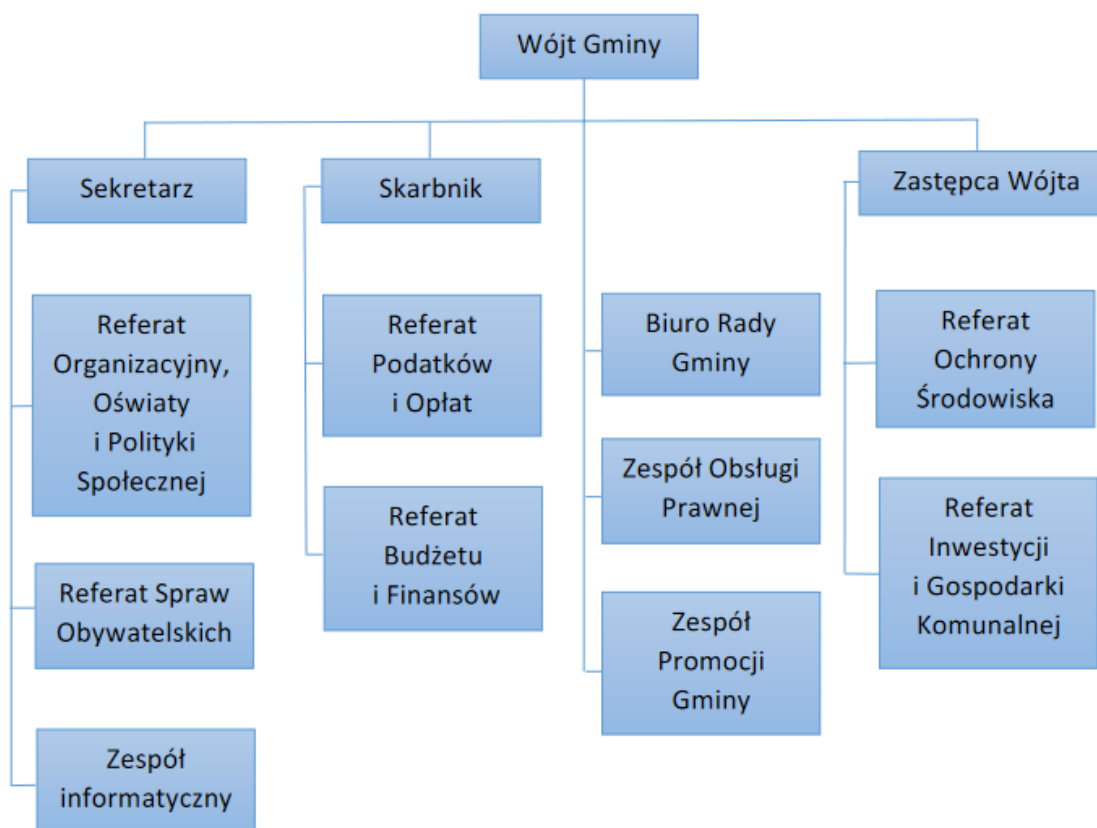 Wójt Gminy
Sekretarz
Skarbnik
Zastępca Wójta
Referat
Organizacyjny,
Oświaty
i Polityki
Społecznej
Referat Spraw
Obywatelskich
Zespół
informatyczny
Referat
Podatków
i Opłat
Referat
Budżetu
i Finansów
Biuro Rady
Gminy
Zespół Obsługi
Prawnej
Zespół
Promocji
Gminy
Referat
Ochrony
Środowiska
Referat
Inwestycji
i Gospodarki
Komunalnej